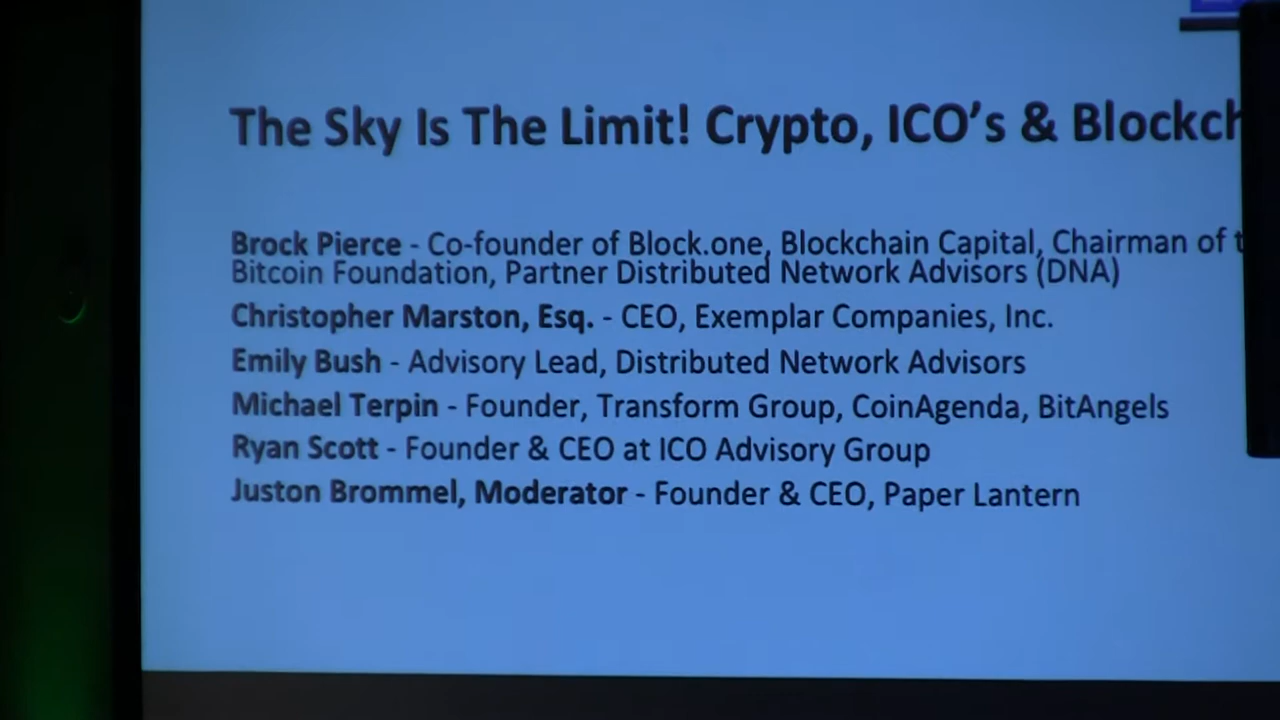 The Sky Is The Limit! Crypto, ICO's & Blockch
Brock Pierce - Co-founder of Block.one, Blockchain Capital, Chairman of t
Bitcoin Foundation, Partner Distributed Network Advisors (DNA)
Christopher Marston, Esq. - CEO, Exemplar Companies, Inc.
Emily Bush - Advisory Lead, Distributed Network Advisors
Michael Terpin - Founder, Transform Group, CoinAgenda, BitAngels
Ryan Scott - Founder & CEO at ICO Advisory Group
Juston Brommel, Moderator - Founder & CEO, Paper Lantern